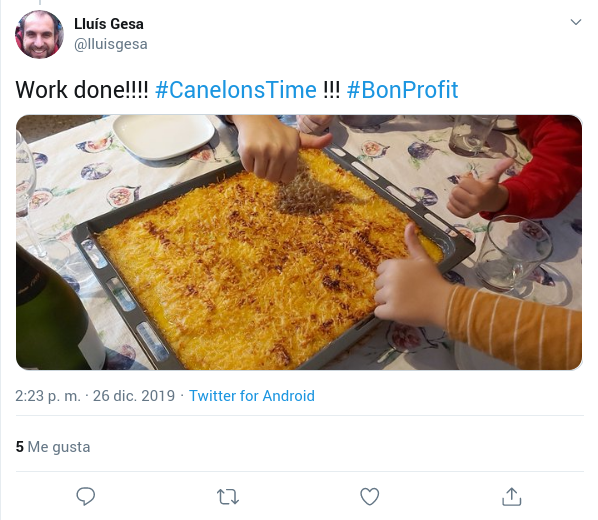 Lluís Gesa
@lluisgesa
Work done!!!! #CanelonsTime !!! #BonProfit
2:23 p. m. · 26 dic. 2019 · Twitter for Android
5 Me gusta